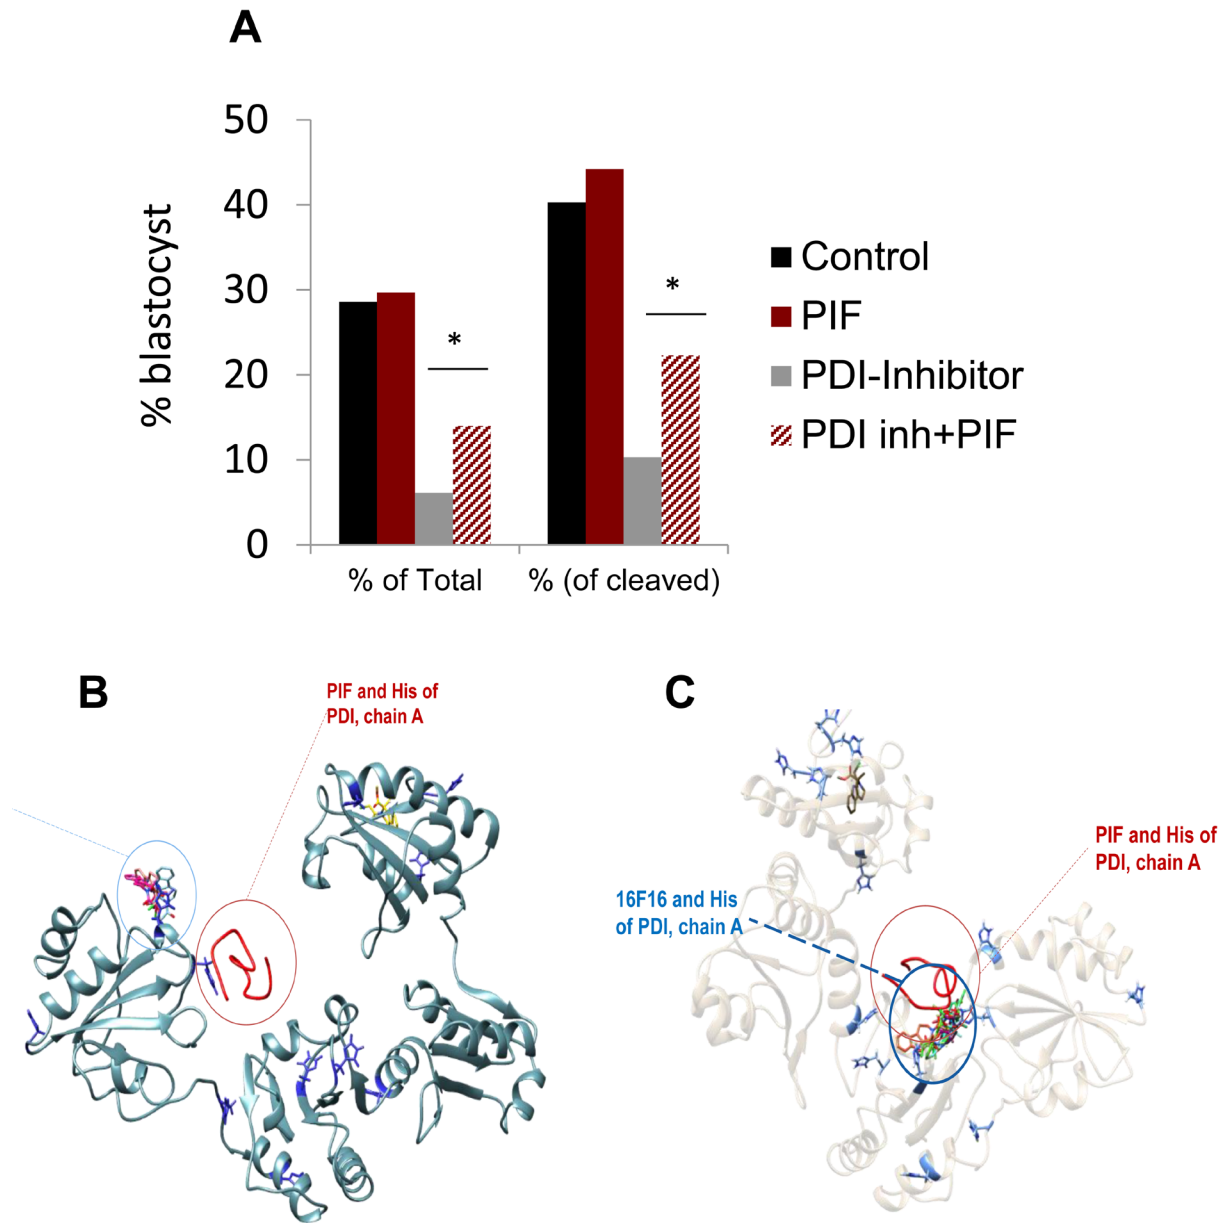 A
50
40
30
20
10
0
% blastocyst
*
*
% of Total
% (of cleaved)
Control
PIF
PDI-Inhibitor
PDI inh+PIF
B
PIF and His of
PDI, chain A
C
PIF and His of
PDI, chain A
16F16 and His
of PDI, chain A